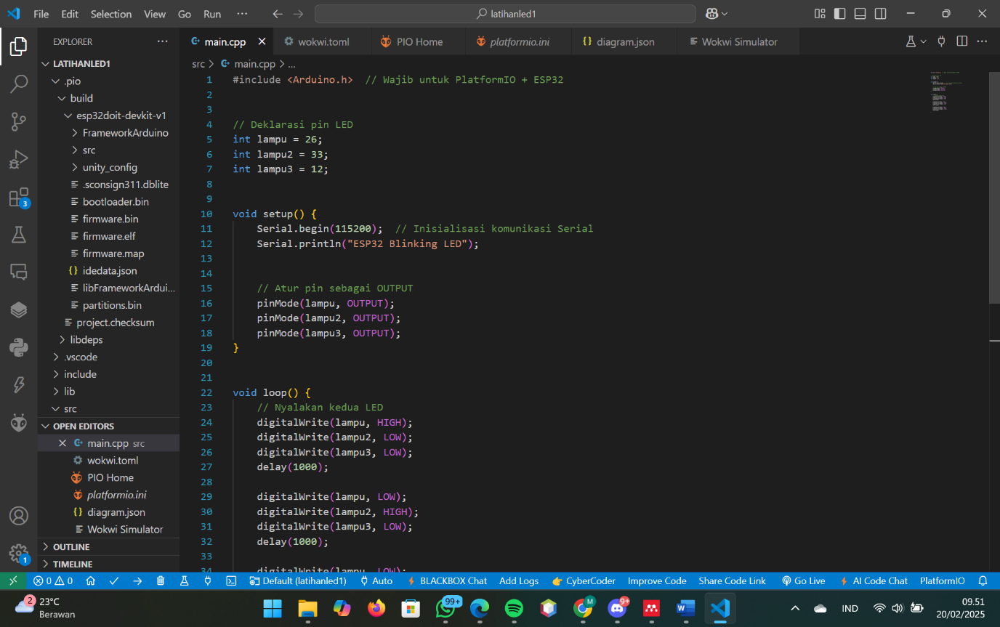 File Edit Selection View Go Run ... latihanled1
EXPLORER ...
LATIHANLED1
.pio
build
esp32doit-devkit-v1
FrameworkArduino
src
unity_config
.sconsign311.dblite
bootloader.bin
firmware.bin
firmware.elf
firmware.map
{} idedata.json
libFrameworkArdui...
partitions.bin
project.checksum
libdeps
.vscode
include
lib
src
OPEN EDITORS
main.cpp src
wokwi.toml
PIO Home
platformio.ini
{} diagram.json
Wokwi Simulator
OUTLINE
TIMELINE
3
1
main.cpp wokwi.toml PIO Home platformio.ini {} diagram.json Wokwi Simulator
src > main.cpp > ...
1 #include <Arduino.h>  // Wajib untuk PlatformIO + ESP32
2
3
4 // Deklarasi pin LED
5 int lampu = 26;
6 int lampu2 = 33;
7 int lampu3 = 12;
8
9
10 void setup() {
11     Serial.begin(115200);  // Inisialisasi komunikasi Serial
12     Serial.println("ESP32 Blinking LED");
13
14
15     // Atur pin sebagai OUTPUT
16     pinMode(lampu, OUTPUT);
17     pinMode(lampu2, OUTPUT);
18     pinMode(lampu3, OUTPUT);
19 }
20
21
22 void loop() {
23     // Nyalakan kedua LED
24     digitalWrite(lampu, HIGH);
25     digitalWrite(lampu2, LOW);
26     digitalWrite(lampu3, LOW);
27     delay(1000);
28
29     digitalWrite(lampu, LOW);
30     digitalWrite(lampu2, HIGH);
31     digitalWrite(lampu3, LOW);
32     delay(1000);
33
34     digitalWrite(lampu, LOW);
0 0 Default (latihanled1) Auto BLACKBOX Chat Add Logs CyberCoder Improve Code Share Code Link Go Live AI Code Chat PlatformIO
2 23°C
Berawan
99+ M 9+ W
IND
09.51
20/02/2025